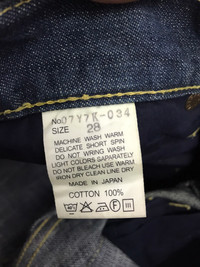 No.07Y7K-034
SIZE 28
MACHINE WASH WARM
DELICATE SHORT SPIN
DO NOT WRING WASH
LIGHT COLORS SAPARATELY
DO NOT BLEACH USE WARM
IRON DRY CLEAN LINE DRY
MADE IN JAPAN
COTTON 100%